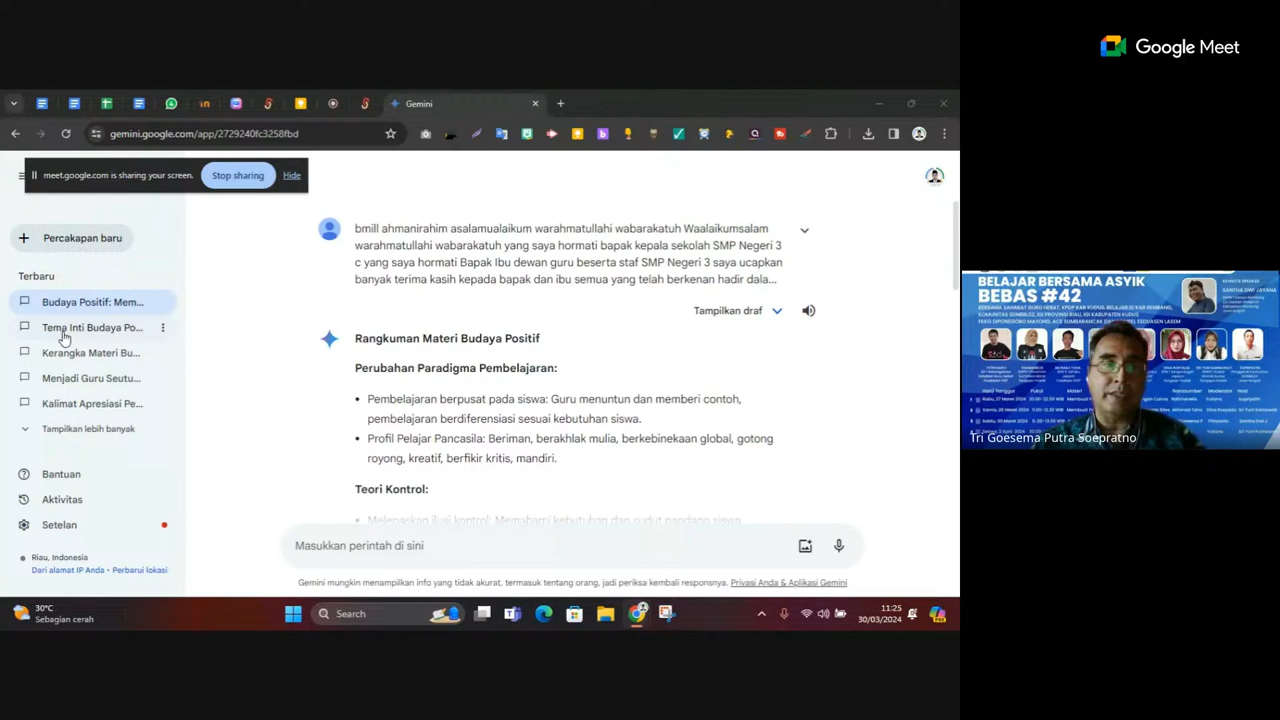 Google Meet
Gemini
gemini.google.com/app/2729240fc3258fbd
meet.google.com is sharing your screen.
Stop sharing
Hide
Percakapan baru
Terbaru
Budaya Positif: Mem...
Tema Inti Budaya Po...
Kerangka Materi Bu...
Menjadi Guru Seutu...
Kalimat Apresiasi Pe...
Tampilkan lebih banyak
Bantuan
Aktivitas
Setelan
Riau, Indonesia
Dari alamat IP Anda • Perbarui lokasi
bmill ahmanirahim asalamualaikum warahmatullahi wabarakatuh Waalaikumsalam
warahmatullahi wabarakatuh yang saya hormati bapak kepala sekolah SMP Negeri 3
c yang saya hormati Bapak Ibu dewan guru beserta staf SMP Negeri 3 saya ucapkan
banyak terima kasih kepada bapak dan ibu semua yang telah berkenan hadir dala...
Tampilkan draf
Rangkuman Materi Budaya Positif
Perubahan Paradigma Pembelajaran:
• Pembelajaran berpusat pada siswa: Guru menuntun dan memberi contoh,
pembelajaran berdiferensiasi sesuai kebutuhan siswa.
• Profil Pelajar Pancasila: Beriman, berakhlak mulia, berkebinekaan global, gotong
royong, kreatif, berfikir kritis, mandiri.
Teori Kontrol:
• Melepaskan ilusi kontrol: Memahami kebutuhan dan sudut pandang siswa
Masukkan perintah di sini
Gemini mungkin menampilkan info yang tidak akurat, termasuk tentang orang, jadi periksa kembali responsnya. Privasi Anda & Aplikasi Gemini
30°C
Sebagian cerah
Search
11:25
30/03/2024
BELAJAR BERSAMA ASYIK
BEBAS #42
Tri Goesema Putra Soepratno